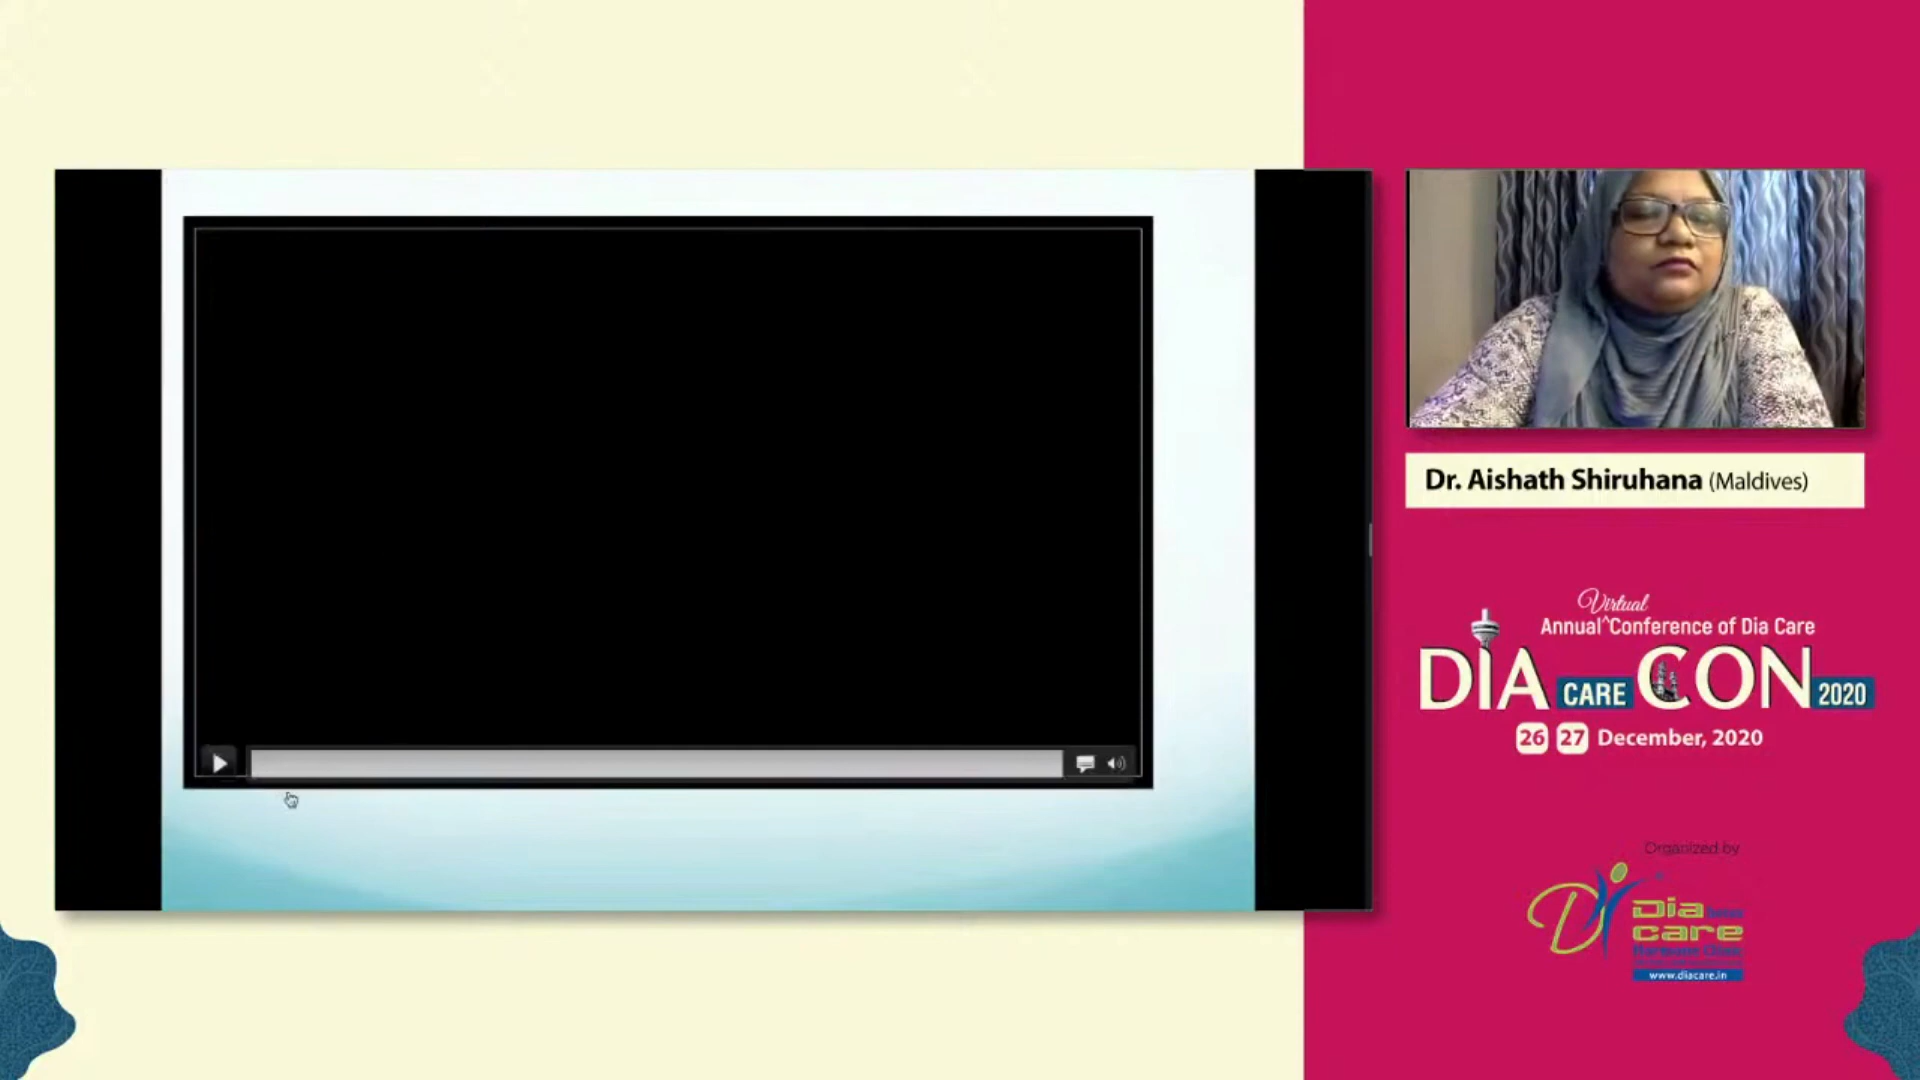 Dr. Aishath Shiruhana (Maldives)
Virtual
Annual^Conference of Dia Care
DIA CARE CON 2020
26 27 December, 2020
Organized by
Dia
care
www.diacare.in